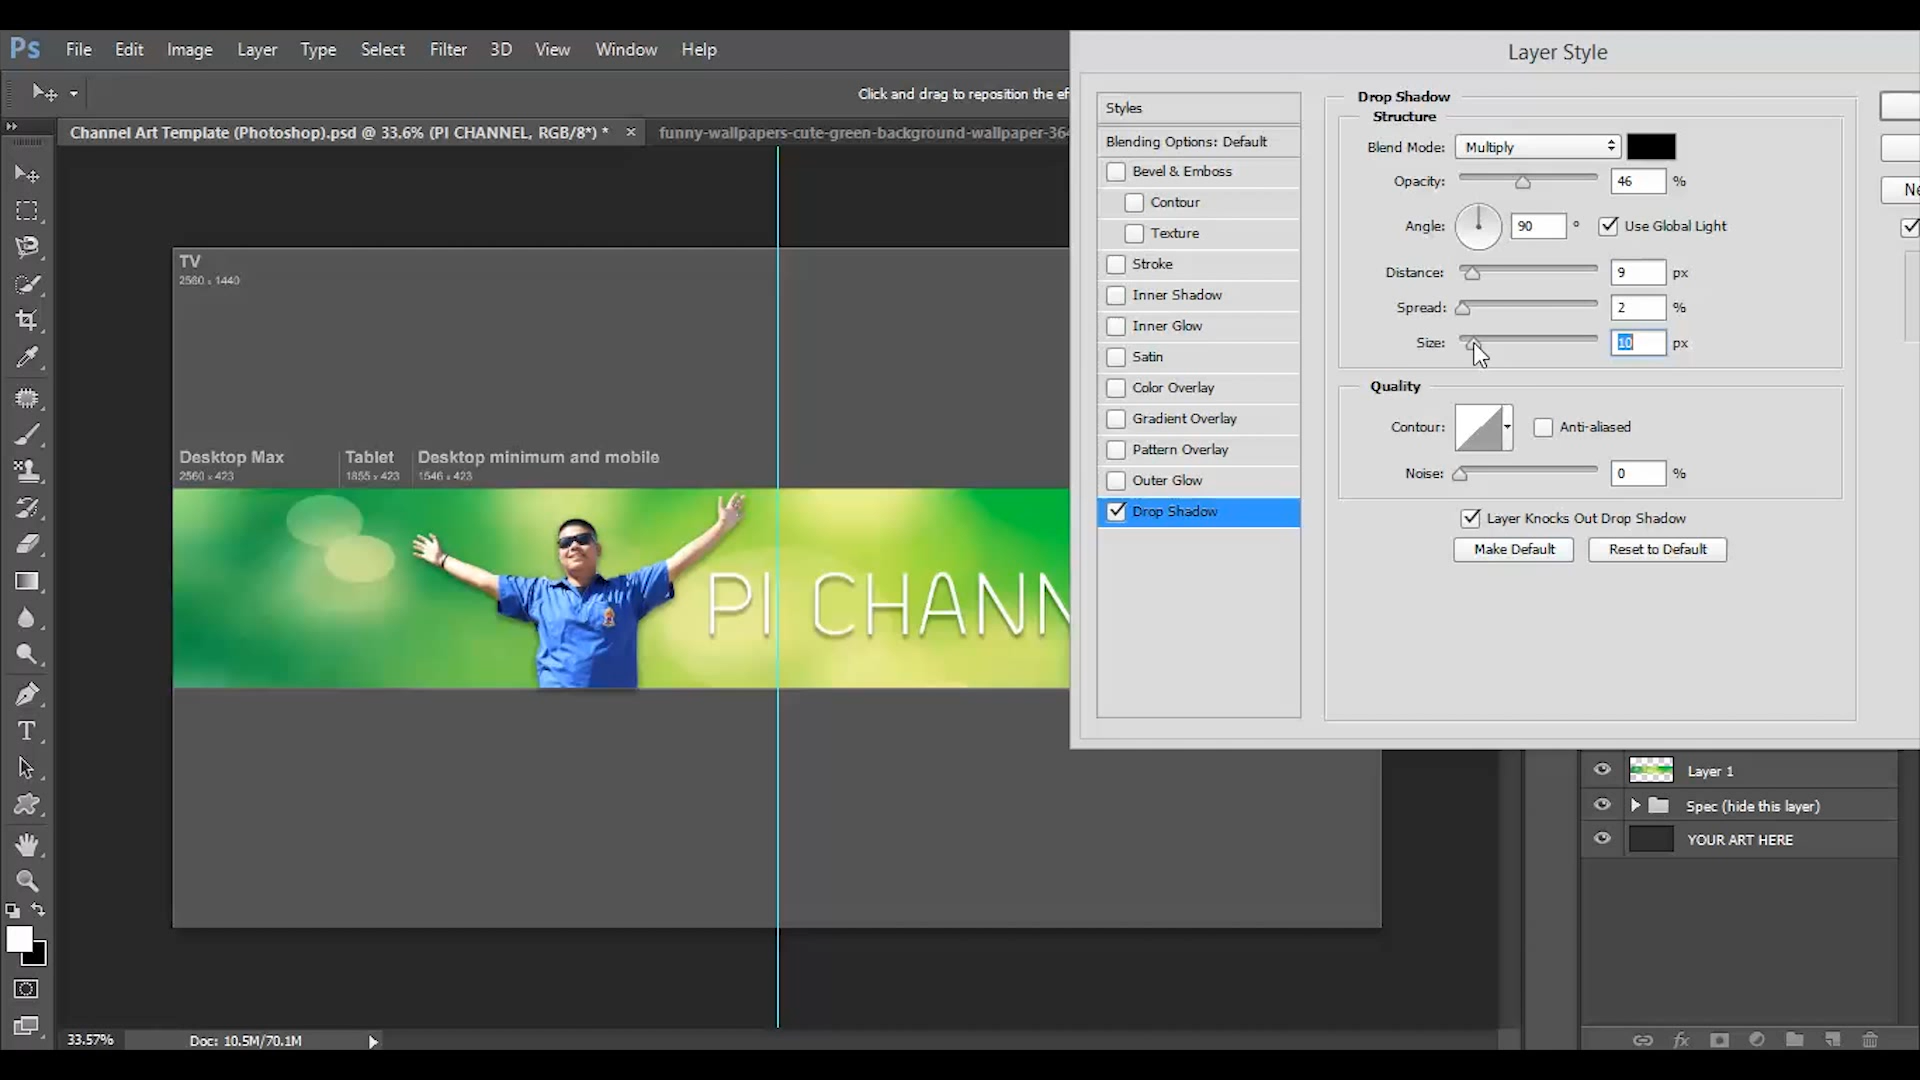 Ps File Edit Image Layer Type Select Filter 3D View Window Help
Layer Style
Click and drag to reposition the ef
Channel Art Template (Photoshop).psd @ 33.6% (PI CHANNEL, RGB/8*) * ×
funny-wallpapers-cute-green-background-wallpaper-364
Styles
Blending Options: Default
Bevel & Emboss
Contour
Texture
Stroke
Inner Shadow
Inner Glow
Satin
Color Overlay
Gradient Overlay
Pattern Overlay
Outer Glow
Drop Shadow
Drop Shadow
Structure
Blend Mode: Multiply
Opacity: 46 %
Angle: 90 ° Use Global Light
Distance: 9 px
Spread: 2 %
Size: 10 px
Quality
Contour: Anti-aliased
Noise: 0 %
Layer Knocks Out Drop Shadow
Make Default Reset to Default
Ne
TV
2560 x 1440
Desktop Max Tablet Desktop minimum and mobile
2560 x 423 1855 x 423 1546 x 423
PI CHANN
Layer 1
Spec (hide this layer)
YOUR ART HERE
33.57% Doc: 10.5M/70.1M
fx